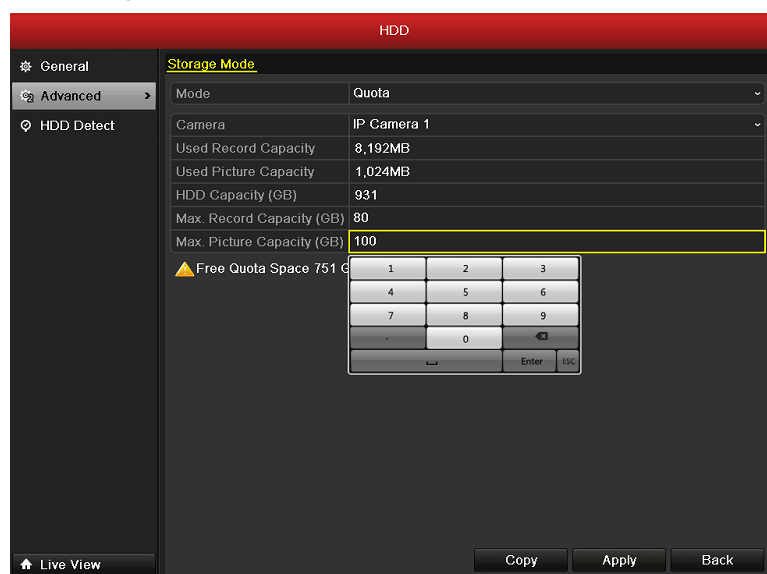 HDD
General
Advanced >
HDD Detect
Storage Mode
Mode Quota
Camera IP Camera 1
Used Record Capacity 8,192MB
Used Picture Capacity 1,024MB
HDD Capacity (GB) 931
Max. Record Capacity (GB) 80
Max. Picture Capacity (GB) 100
Free Quota Space 751 G
1 2 3
4 5 6
7 8 9
. 0
Enter ESC
Live View
Copy Apply Back